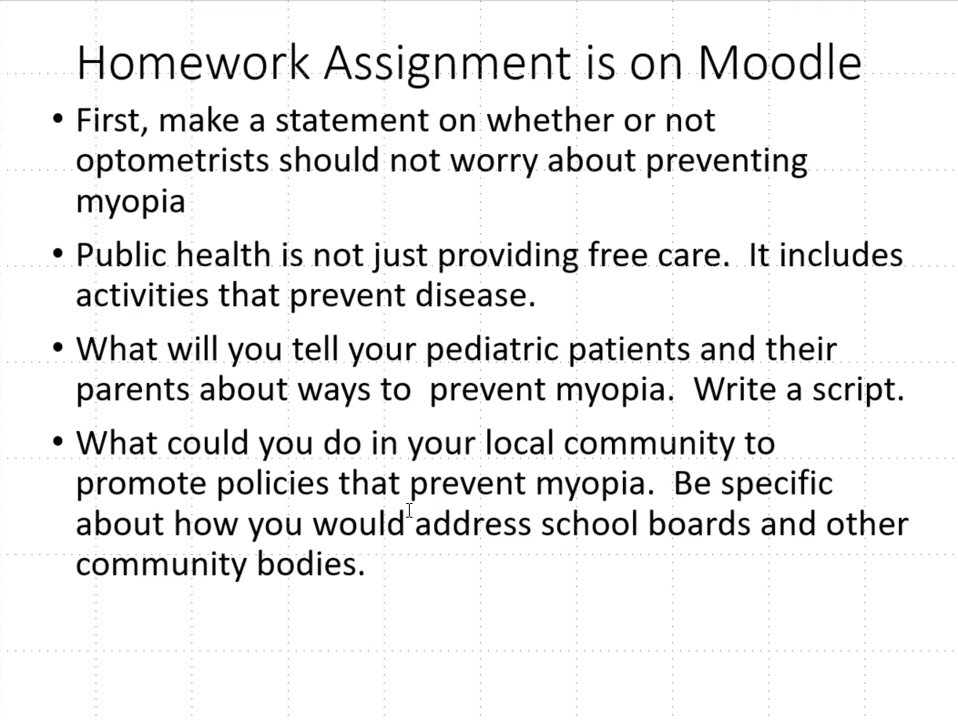 Homework Assignment is on Moodle
• First, make a statement on whether or not
optometrists should not worry about preventing
myopia
• Public health is not just providing free care.  It includes
activities that prevent disease.
• What will you tell your pediatric patients and their
parents about ways to  prevent myopia.  Write a script.
• What could you do in your local community to
promote policies that prevent myopia.  Be specific
about how you would address school boards and other
community bodies.